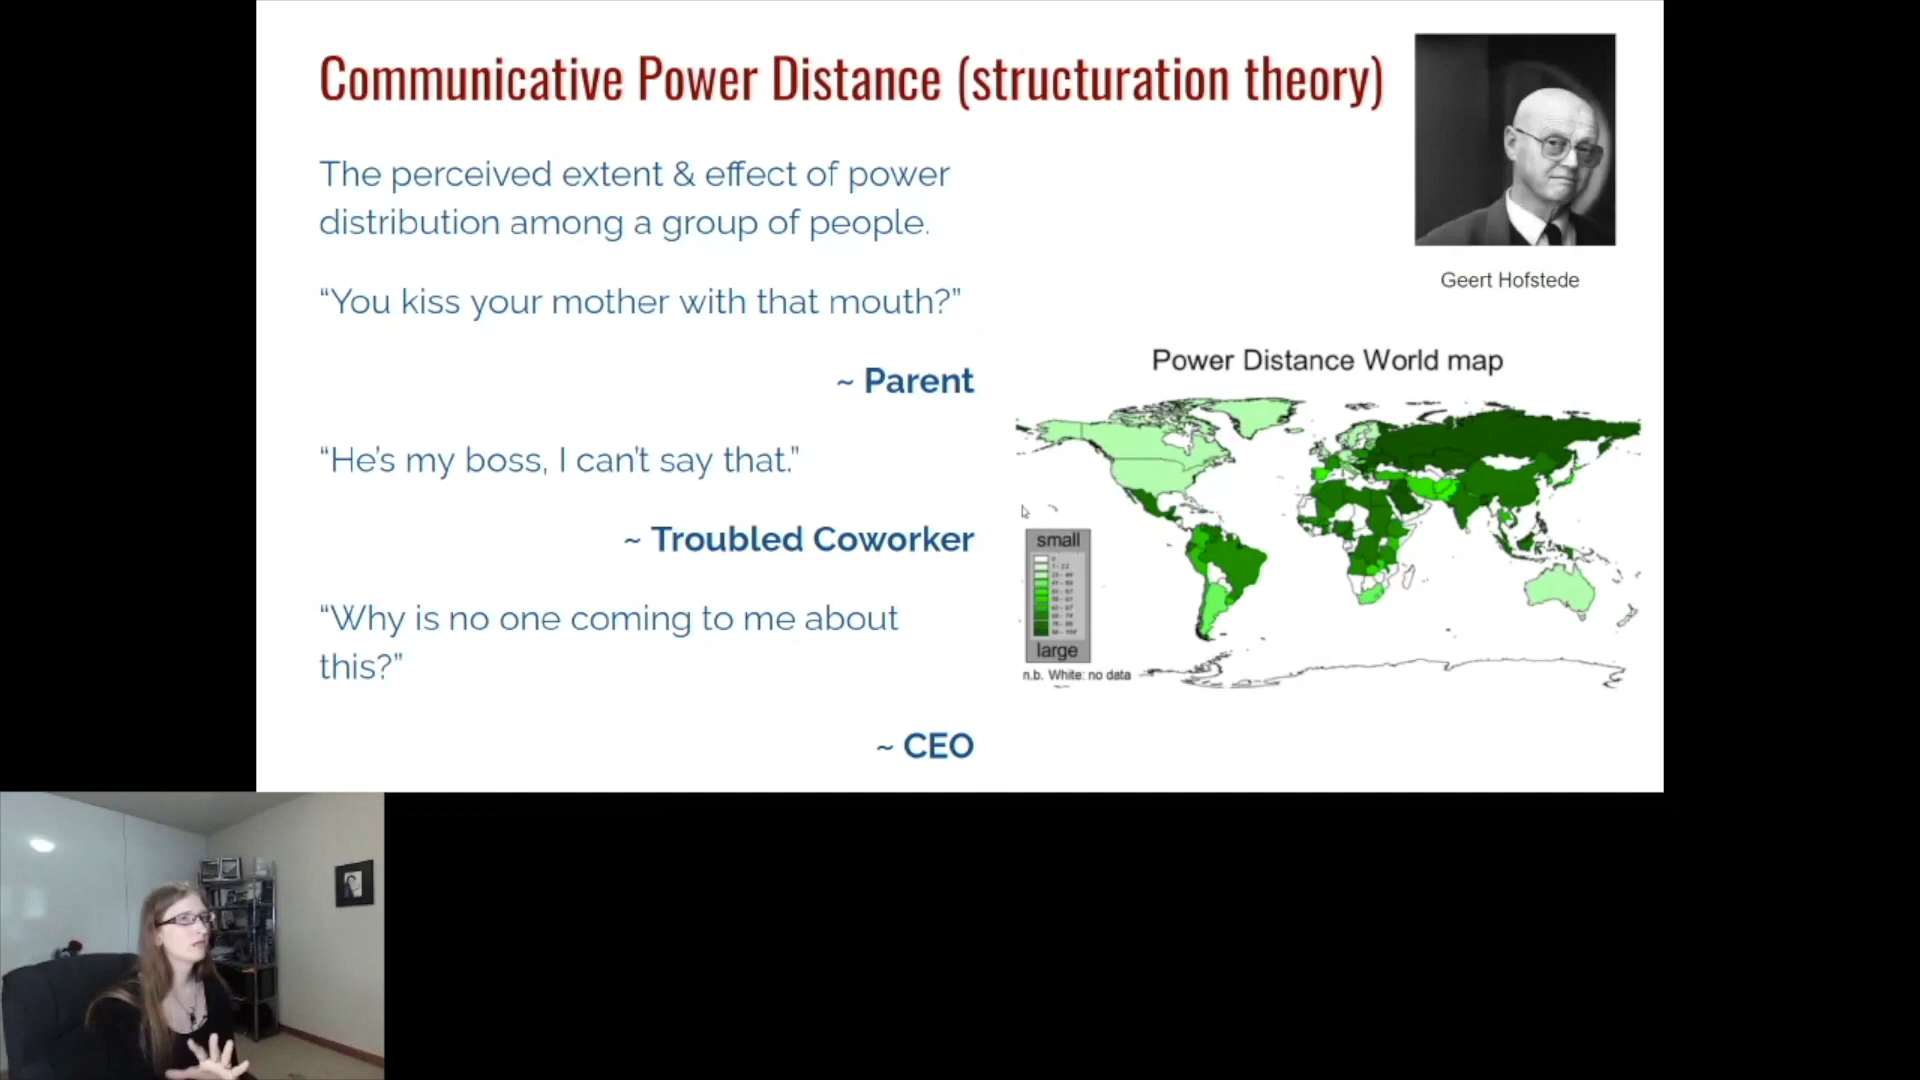 Communicative Power Distance (structuration theory)
The perceived extent & effect of power
distribution among a group of people.
“You kiss your mother with that mouth?”
~ Parent
“He’s my boss, I can’t say that.”
~ Troubled Coworker
“Why is no one coming to me about
this?”
~ CEO
Geert Hofstede
Power Distance World map
small
large
n.b. White: no data